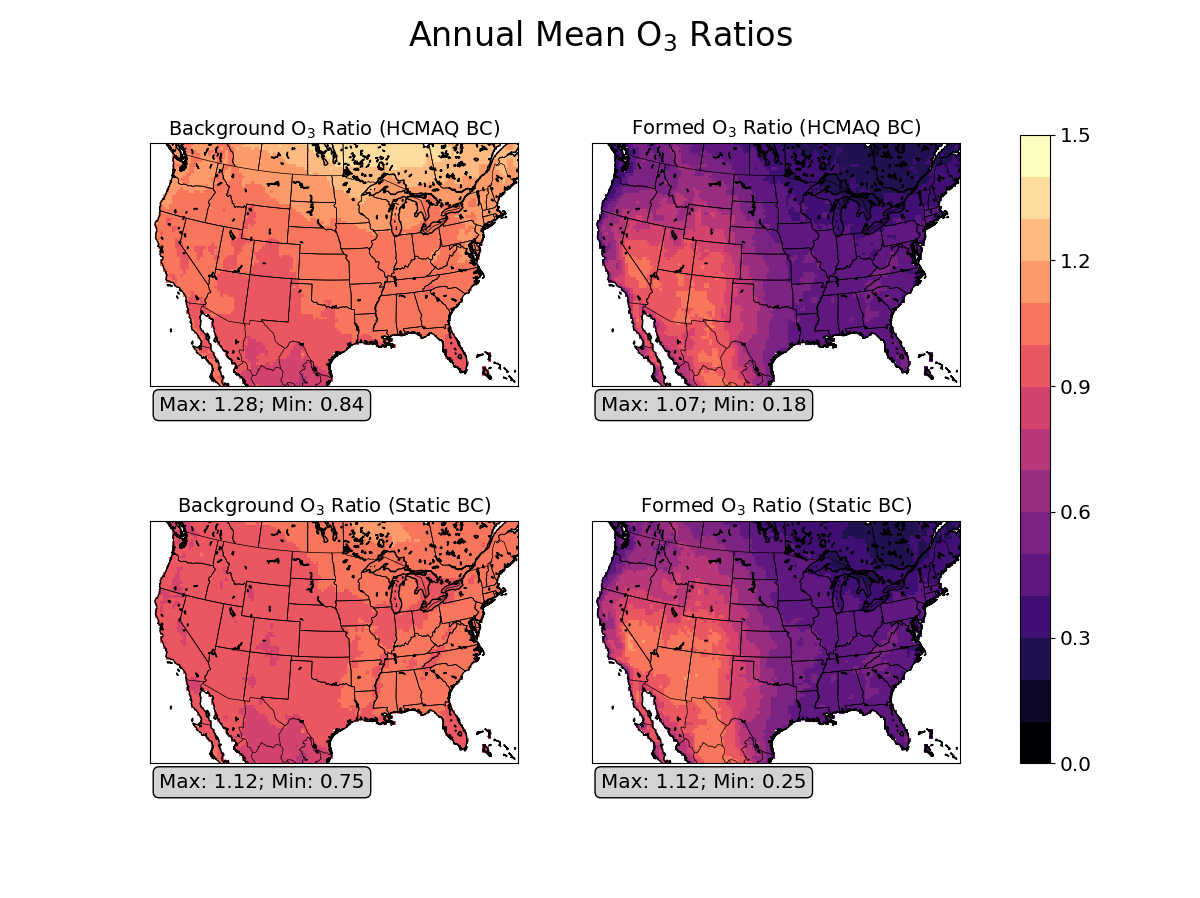 Annual Mean O₃ Ratios
Background O₃ Ratio (HCMAQ BC)
Formed O₃ Ratio (HCMAQ BC)
Max: 1.28; Min: 0.84
Max: 1.07; Min: 0.18
Background O₃ Ratio (Static BC)
Formed O₃ Ratio (Static BC)
Max: 1.12; Min: 0.75
Max: 1.12; Min: 0.25
1.5
1.2
0.9
0.6
0.3
0.0